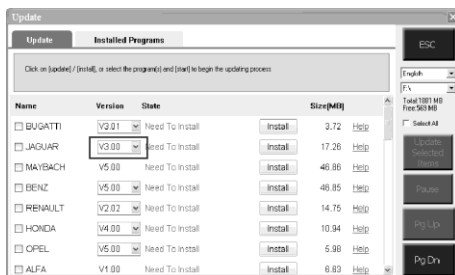 Update
Update Installed Programs
Click on [update] / [install], or select the program(s) and [start] to begin the updating process
Name Version State Size(MB)
BUGATTI V3.01 Need To Install Install 3.72 Help
JAGUAR V3.00 Need To Install Install 17.26 Help
MAYBACH V5.00 Need To Install Install 46.86 Help
BENZ V5.00 Need To Install Install 46.85 Help
RENAULT V2.02 Need To Install Install 14.75 Help
HONDA V4.80 Need To Install Install 10.94 Help
OPEL V5.00 Need To Install Install 5.98 Help
ALFA V1.00 Need To Install Install 6.83 Help
ESC
English
F:\
Total:1001 MB
Free:569 MB
Select All
Update
Selected
Items
Pause
Pg Up
Pg Dn